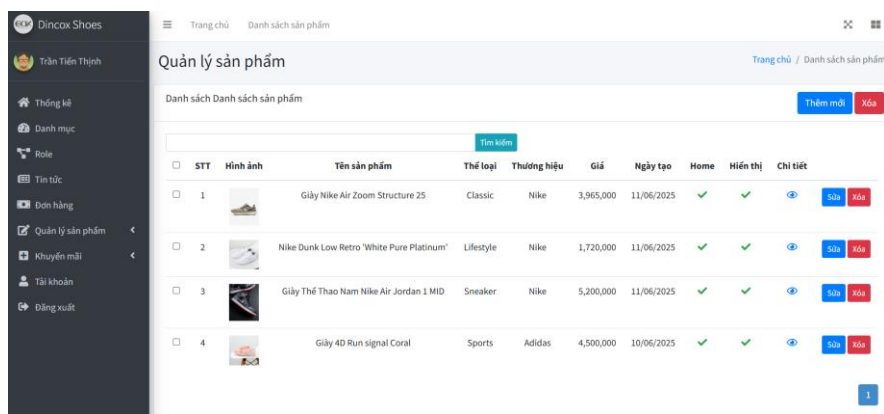 Dincox Shoes
Trang chủ Danh sách sản phẩm
Trần Tiến Thịnh
Quản lý sản phẩm
Trang chủ / Danh sách sản phẩm
Thống kê
Danh mục
Role
Tin tức
Đơn hàng
Quản lý sản phẩm
Khuyến mãi
Tài khoản
Đăng xuất
Danh sách Danh sách sản phẩm
Thêm mới Xóa
Tìm kiếm
STT Hình ảnh Tên sản phẩm Thể loại Thương hiệu Giá Ngày tạo Home Hiển thị Chi tiết
1 Giày Nike Air Zoom Structure 25 Classic Nike 3,965,000 11/06/2025 Sửa Xóa
2 Nike Dunk Low Retro 'White Pure Platinum' Lifestyle Nike 1,720,000 11/06/2025 Sửa Xóa
3 Giày Thể Thao Nam Nike Air Jordan 1 MID Sneaker Nike 5,200,000 11/06/2025 Sửa Xóa
4 Giày 4D Run signal Coral Sports Adidas 4,500,000 10/06/2025 Sửa Xóa
1